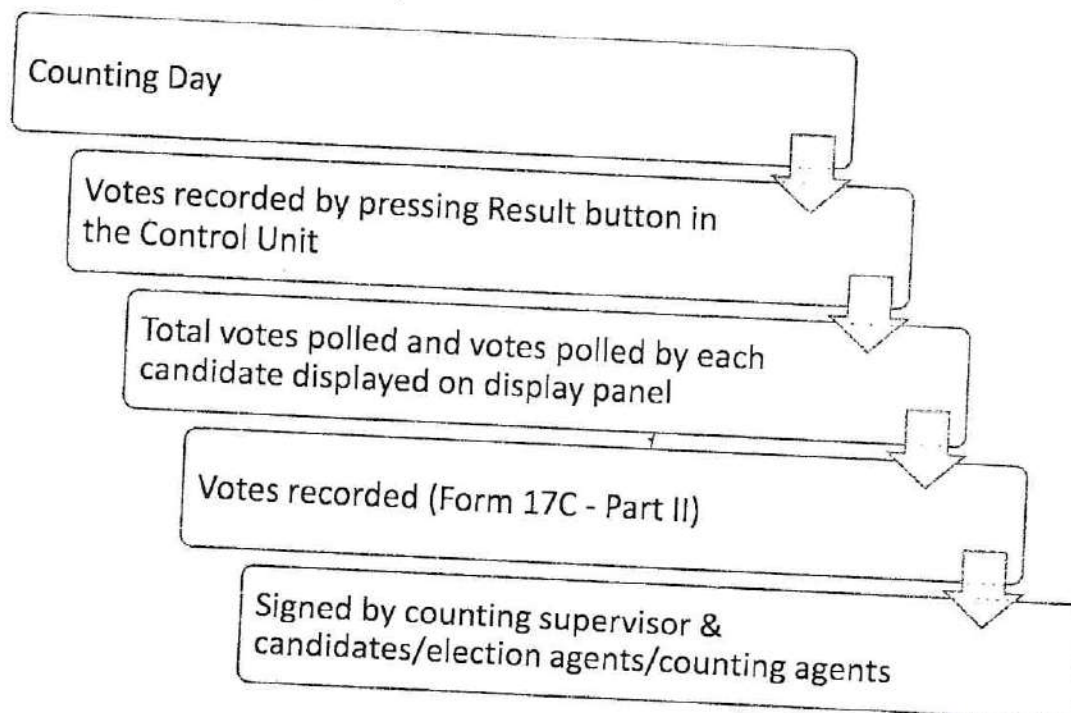 Counting Day
Votes recorded by pressing Result button in
the Control Unit
Total votes polled and votes polled by each
candidate displayed on display panel
Votes recorded (Form 17C - Part II)
Signed by counting supervisor &
candidates/election agents/counting agents